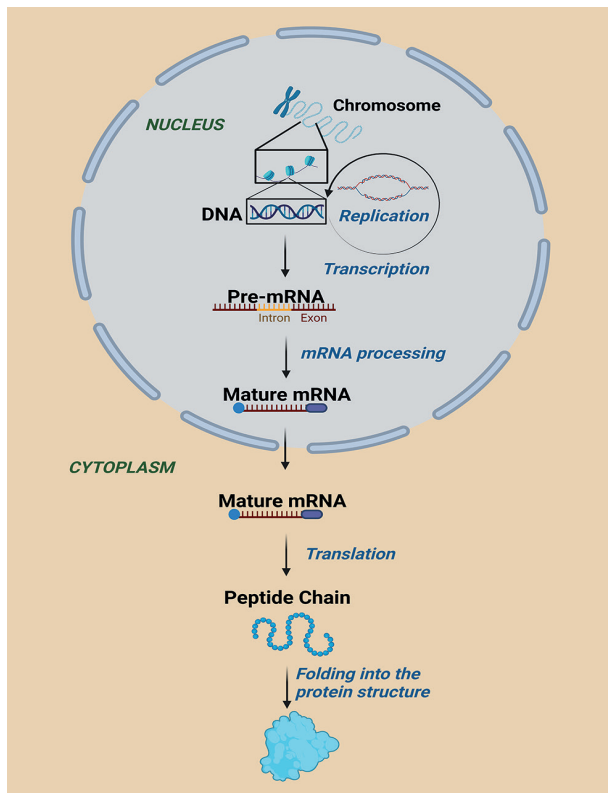 Chromosome
NUCLEUS
DNA
Replication
Transcription
Pre-mRNA
Intron Exon
mRNA processing
Mature mRNA
CYTOPLASM
Mature mRNA
Translation
Peptide Chain
Folding into the
protein structure